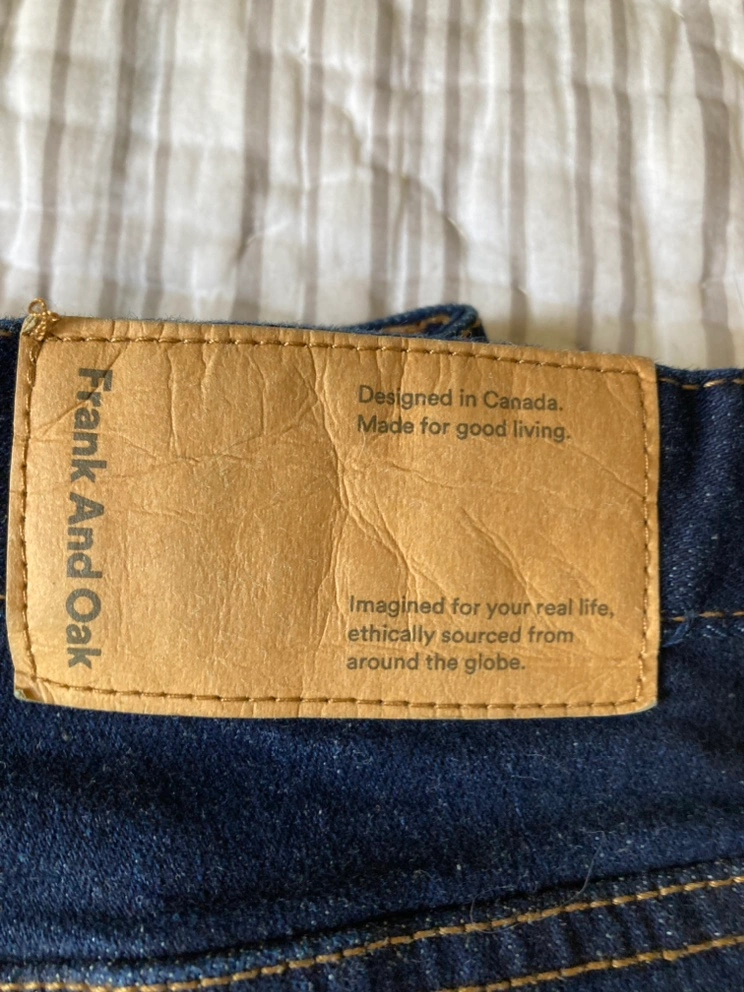 Frank And Oak
Designed in Canada.
Made for good living.
Imagined for your real life,
ethically sourced from
around the globe.